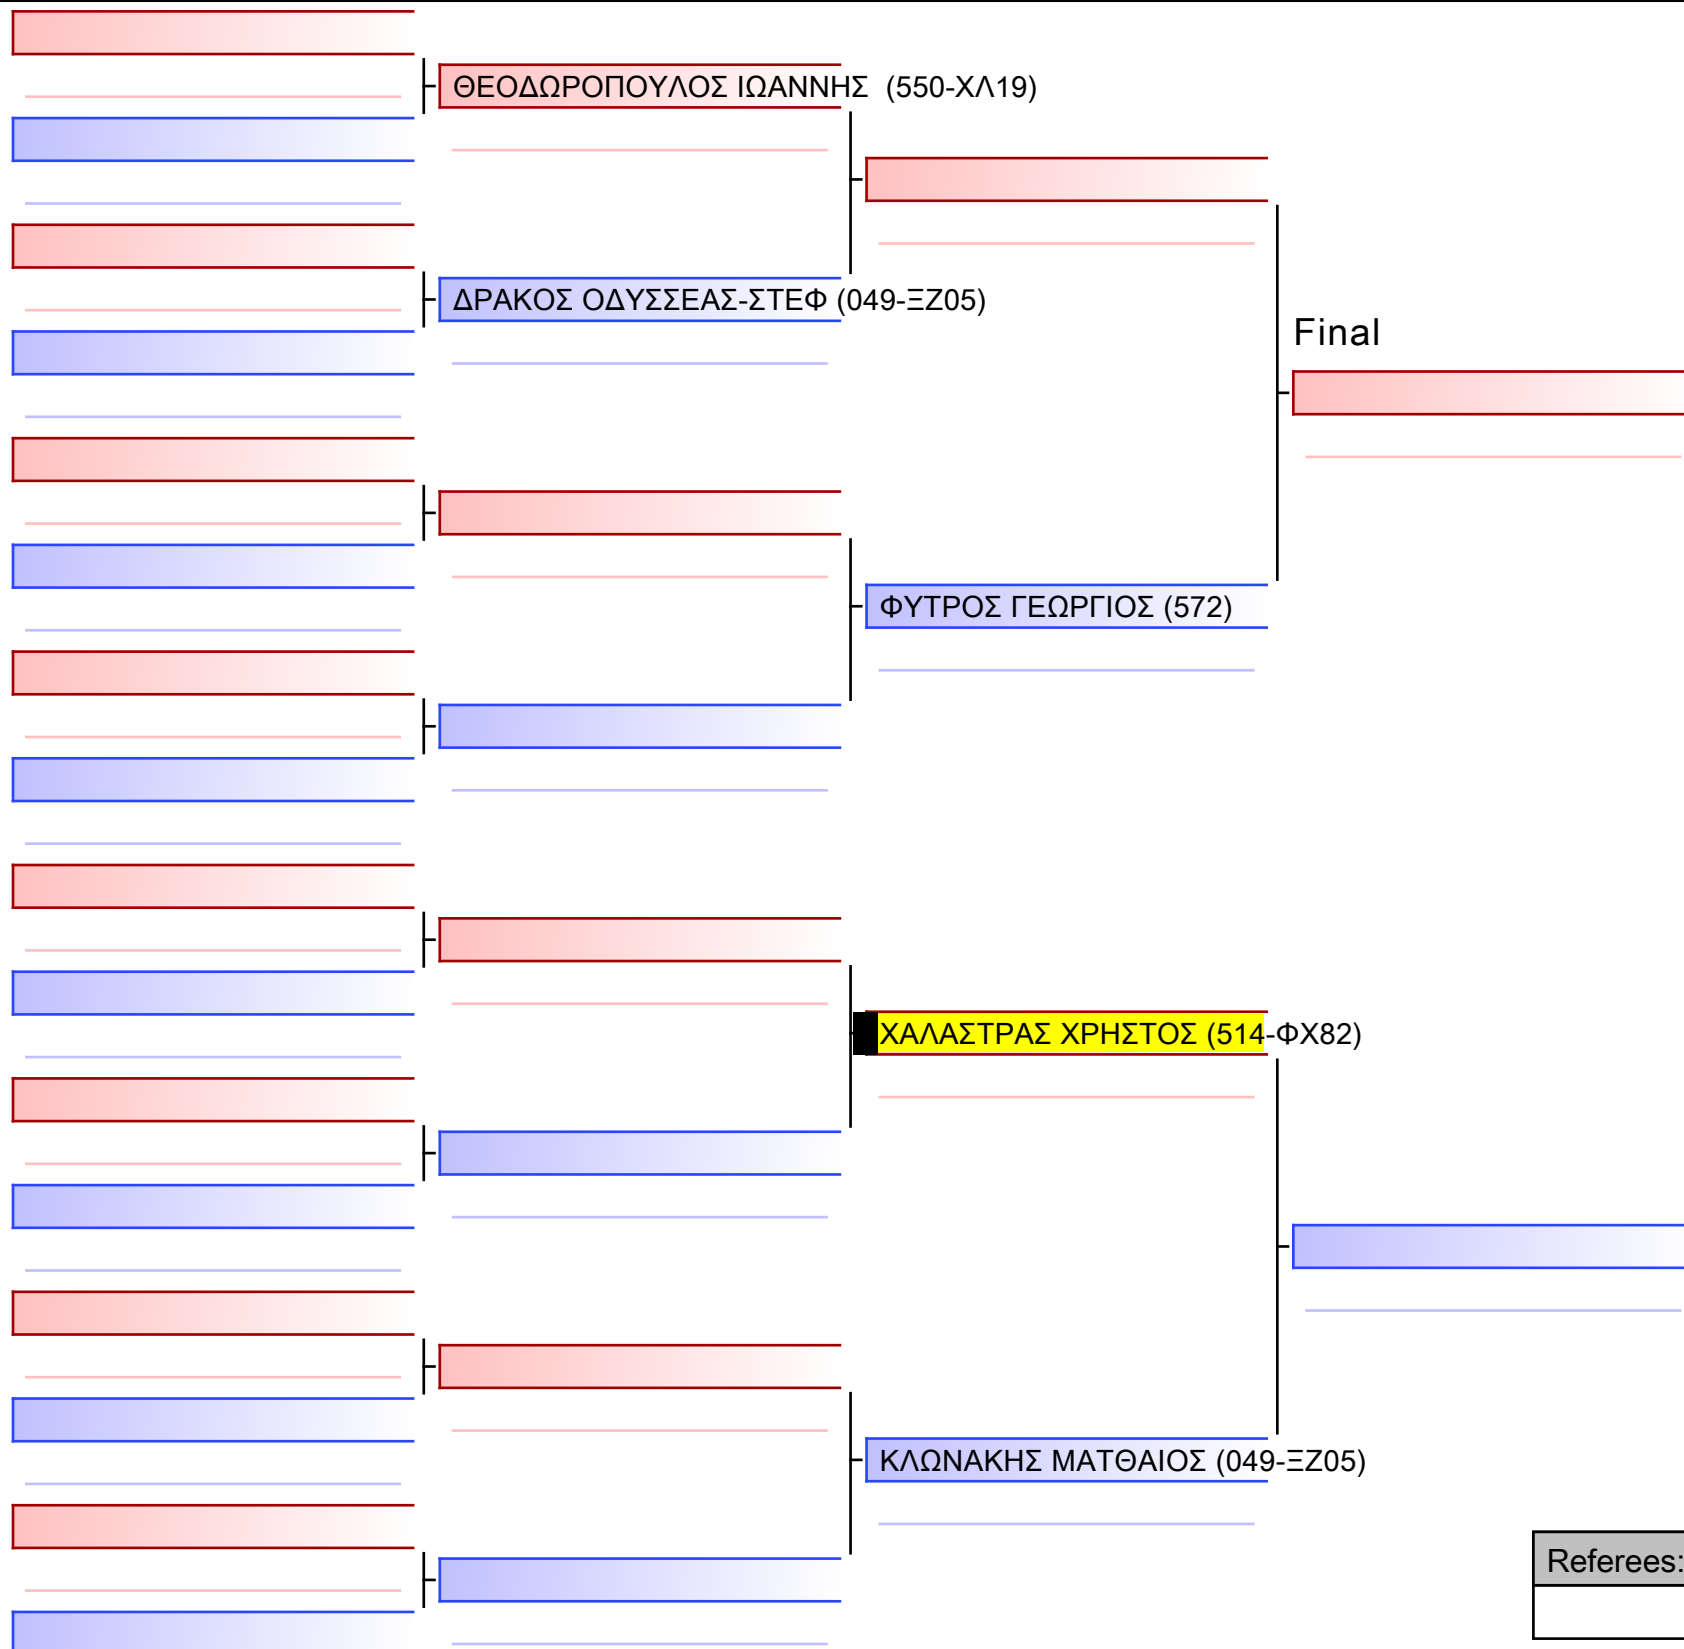 ΘΕΟΔΩΡΟΠΟΥΛΟΣ ΙΩΑΝΝΗΣ (550-ΧΛ19)
ΔΡΑΚΟΣ ΟΔΥΣΣΕΑΣ-ΣΤΕΦ (049-ΞΖ05)
Final
ΦΥΤΡΟΣ ΓΕΩΡΓΙΟΣ (572)
ΧΑΛΑΣΤΡΑΣ ΧΡΗΣΤΟΣ (514-ΦΧ82)
ΚΛΩΝΑΚΗΣ ΜΑΤΘΑΙΟΣ (049-ΞΖ05)
Referees: